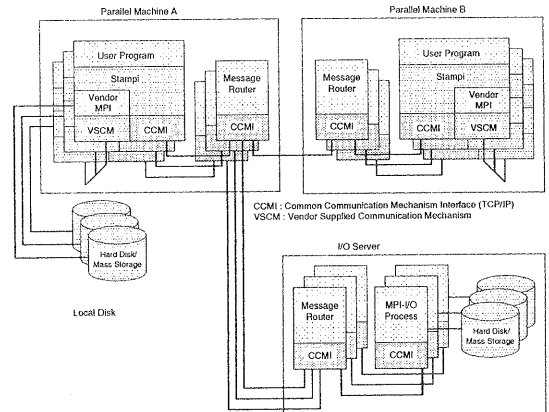 Parallel Machine A
Parallel Machine B
User Program
Stampi
Vendor
MPI
VSCM
CCMI
Message
Router
CCMI
Message
Router
CCMI
User Program
Stampi
Vendor
MPI
CCMI
VSCM
CCMI : Common Communication Mechanism Interface (TCP/IP)
VSCM : Vendor Supplied Communication Mechanism
Hard Disk/
Mass Storage
Local Disk
I/O Server
Message
Router
CCMI
MPI-I/O
Process
CCMI
Hard Disk/
Mass Storage